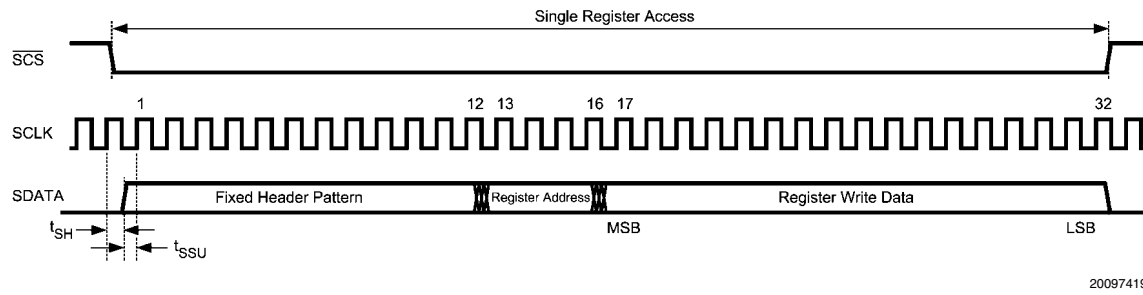 Single Register Access
SCS
1 12 13 16 17 32
SCLK
SDATA Fixed Header Pattern Register Address Register Write Data
MSB LSB
tSH
tSSU
20097419